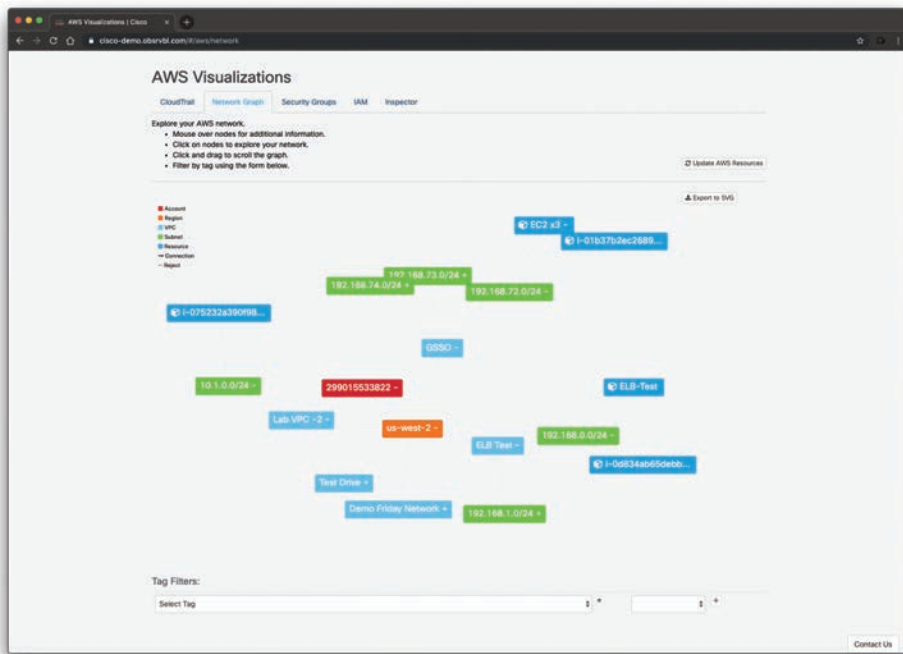 AWS Visualizations | Cisco
cisco-demo.obsrvbl.com/#/aws/network
AWS Visualizations
CloudTrail Network Graph Security Groups IAM Inspector
Explore your AWS network.
• Mouse over nodes for additional information.
• Click on nodes to explore your network.
• Click and drag to scroll the graph.
• Filter by tag using the form below.
Update AWS Resources
Export to SVG
Account
Region
VPC
Subnet
Resource
Connection
Reject
EC2 x3 -
i-01b37b2ec2689...
192.168.73.0/24 +
192.168.74.0/24 +
192.168.72.0/24 -
i-075232a390f98...
GSSO -
10.1.0.0/24 -
299015533822 -
ELB-Test
Lab VPC -2 -
us-west-2 -
ELB Test -
192.168.0.0/24 -
i-0d834ab65debb...
Test Drive +
Demo Friday Network +
192.168.1.0/24 +
Tag Filters:
Select Tag
Contact Us